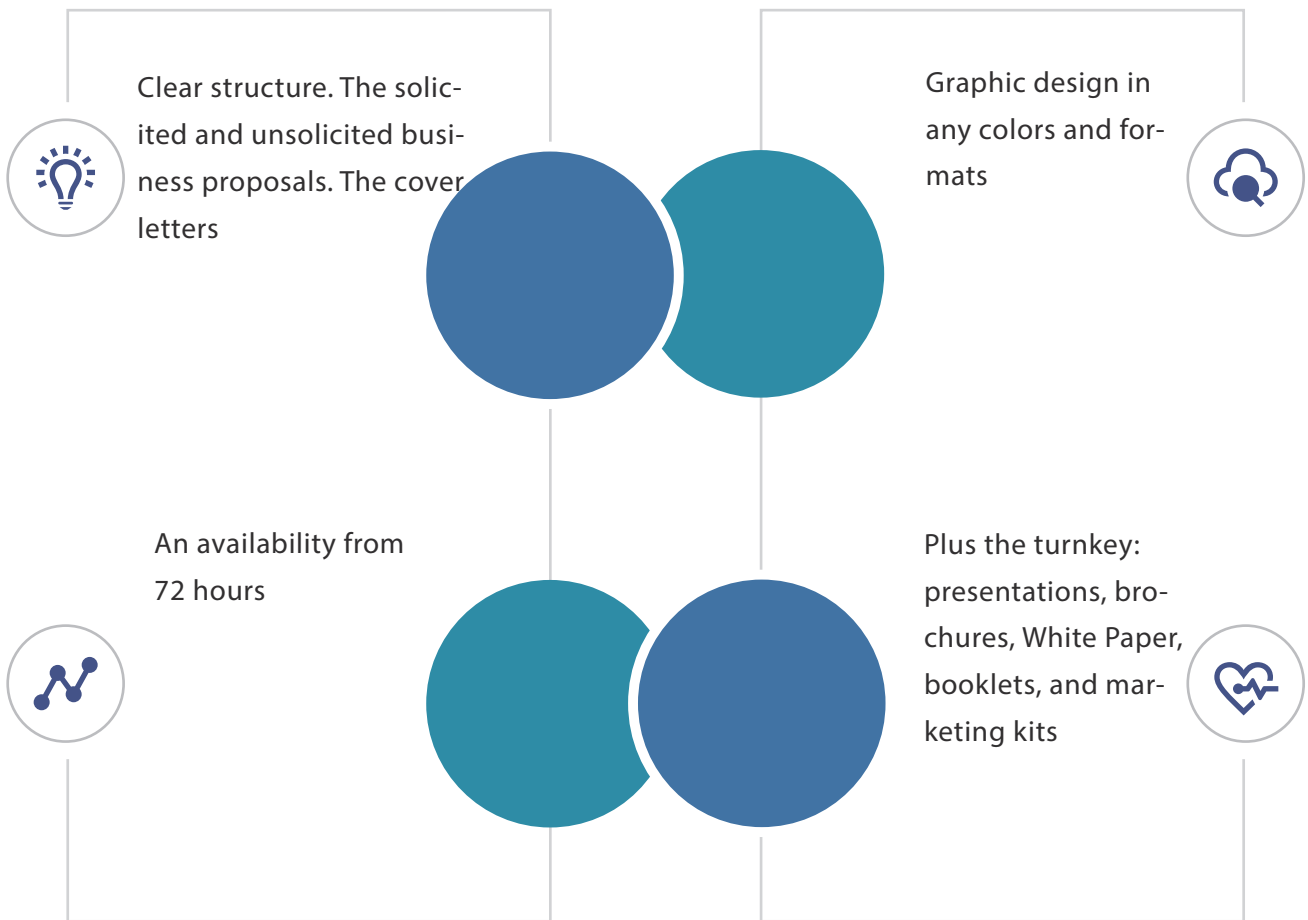 Clear structure. The solic-
ited and unsolicited busi-
ness proposals. The cover
letters
Graphic design in
any colors and for-
mats
An availability from
72 hours
Plus the turnkey:
presentations, bro-
chures, White Paper,
booklets, and mar-
keting kits